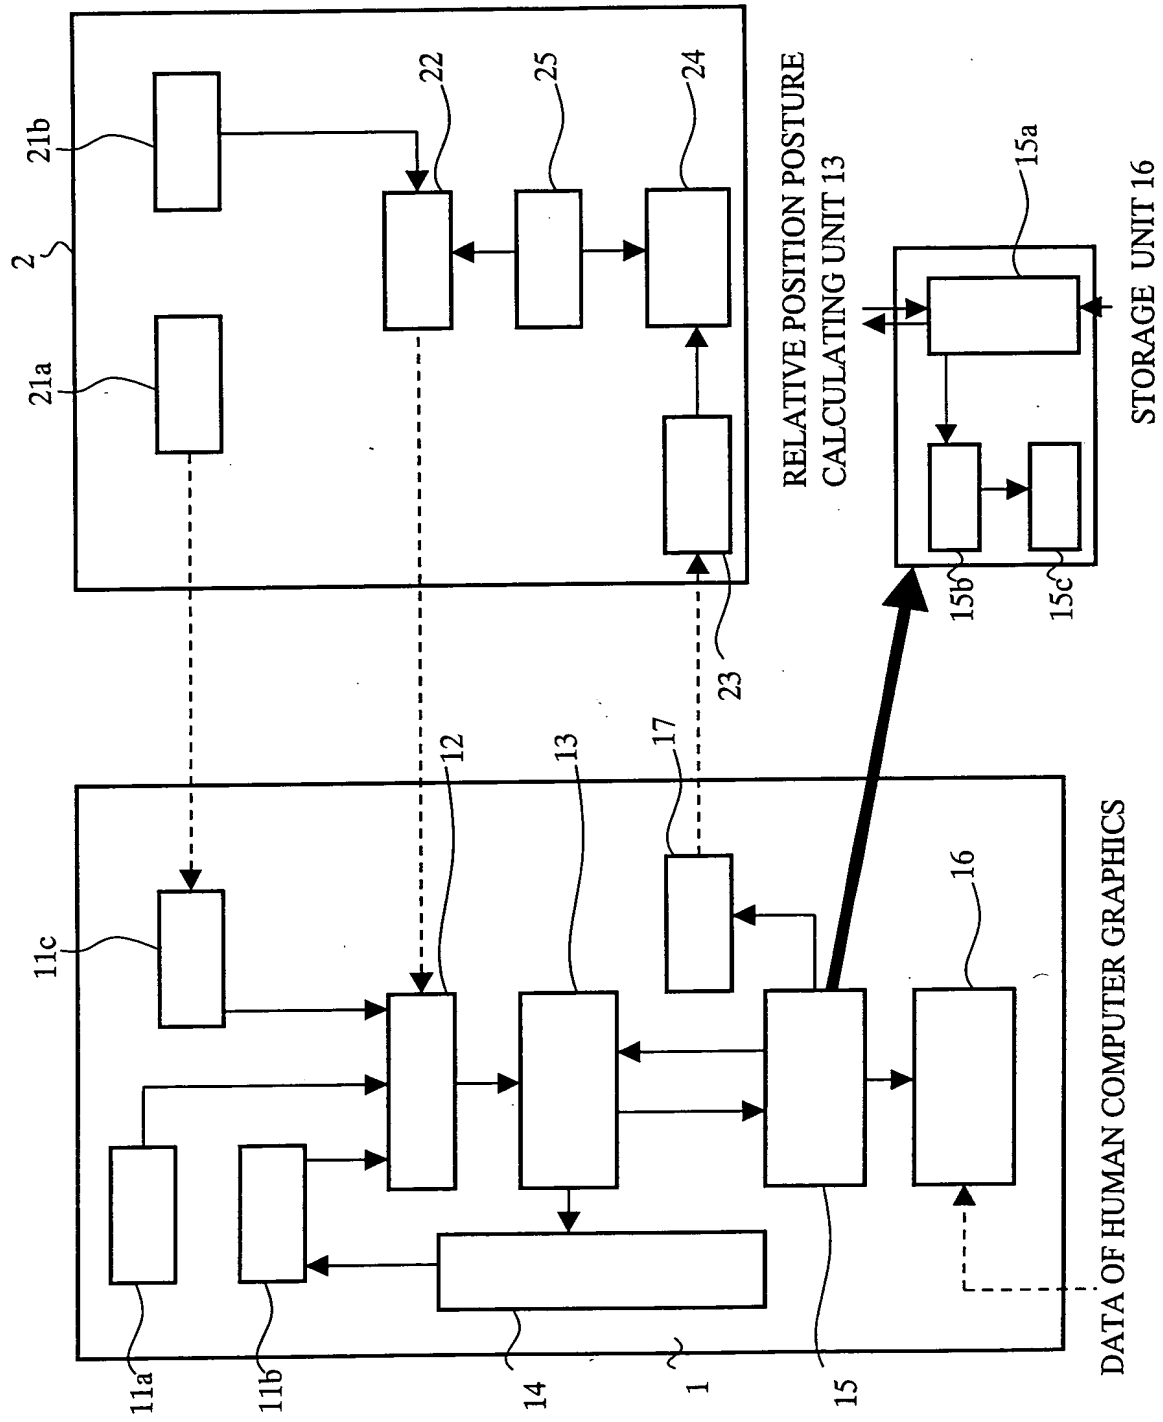 2
21a
21b
11c
11a
11b
22
12
14
25
13
17
24
1
23
RELATIVE POSITION POSTURE
CALCULATING UNIT 13
15
16
15b
15a
15c
DATA OF HUMAN COMPUTER GRAPHICS
STORAGE UNIT 16